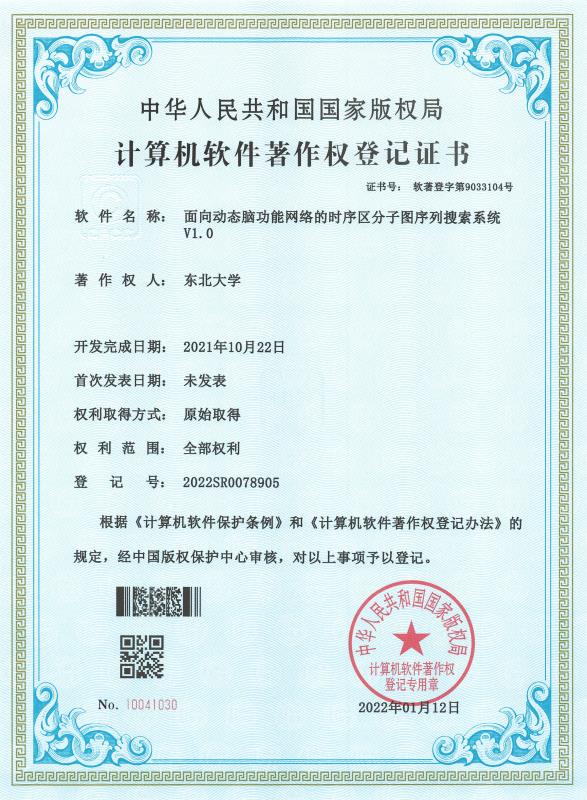 中华人民共和国国家版权局
计算机软件著作权登记证书
证书号： 软著登字第9033104号
软件名称： 面向动态脑功能网络的时序区分子图序列搜索系统
V1.0
著作权人： 东北大学
开发完成日期： 2021年10月22日
首次发表日期： 未发表
权利取得方式： 原始取得
权利范围： 全部权利
登记号： 2022SR0078905
根据《计算机软件保护条例》和《计算机软件著作权登记办法》的
规定，经中国版权保护中心审核，对以上事项予以登记。
中华人民共和国国家版权局
计算机软件著作权
登记专用章
No. 10041030
2022年01月12日